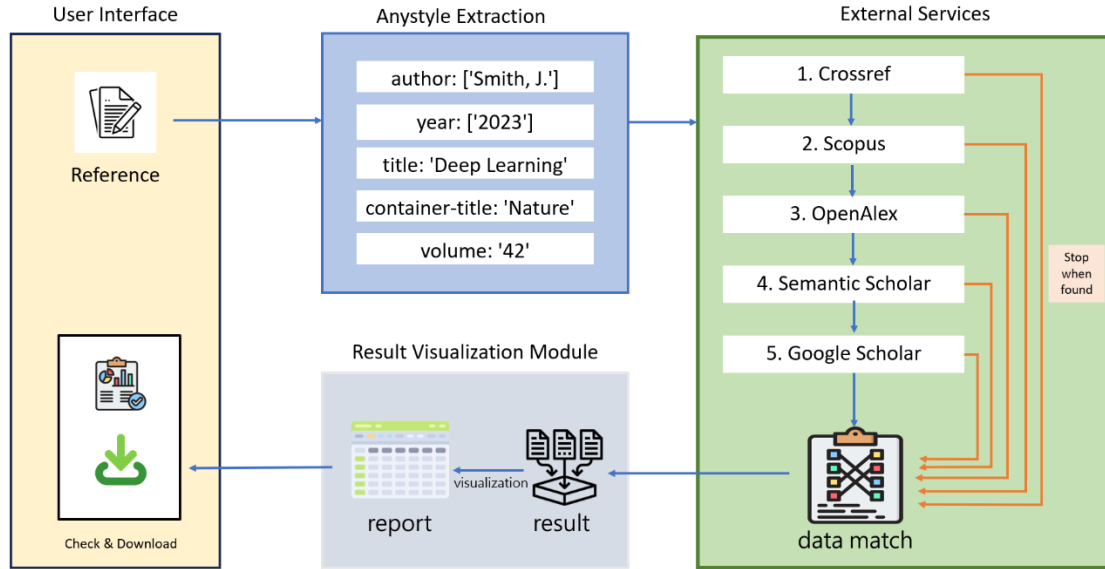 User Interface
Anystyle Extraction
External Services
Reference
author: ['Smith, J.']
year: ['2023']
title: 'Deep Learning'
container-title: 'Nature'
volume: '42'
1. Crossref
2. Scopus
3. OpenAlex
4. Semantic Scholar
5. Google Scholar
Stop
when
found
data match
Result Visualization Module
result
visualization
report
Check & Download